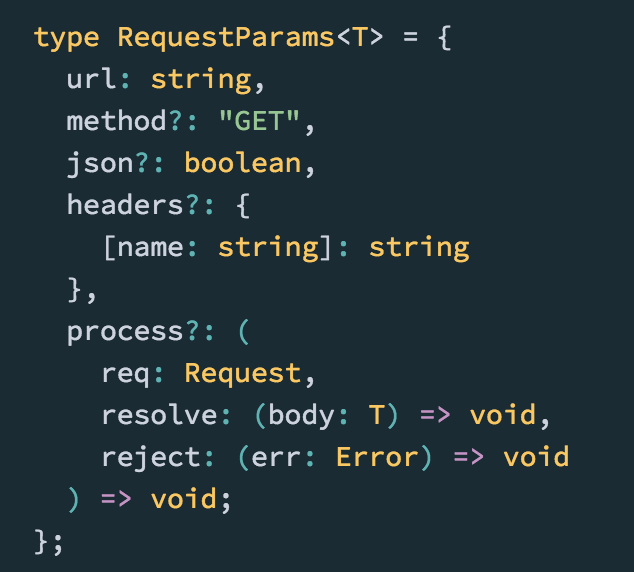 type RequestParams<T> = {
  url: string,
  method?: "GET",
  json?: boolean,
  headers?: {
    [name: string]: string
  },
  process?: (
    req: Request,
    resolve: (body: T) => void,
    reject: (err: Error) => void
  ) => void;
};